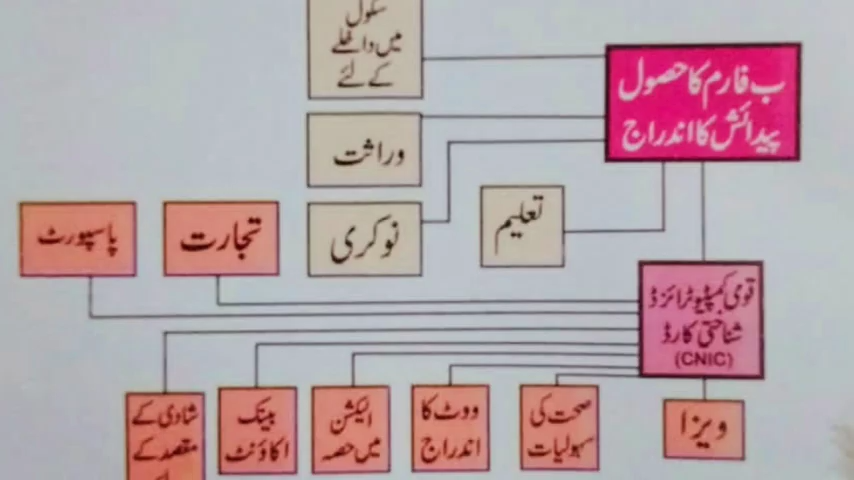 سکول
میں داخلے
کے لئے
ب فارم کا حصول
پیدائش کا اندراج
وراثت
نوکری
تعلیم
تجارت
پاسپورٹ
قومی کمپیوٹرائزڈ
شناختی کارڈ
(CNIC)
ویزا
صحت کی
سہولیات
ووٹ کا
اندراج
الیکشن
میں حصہ
بینک
اکاؤنٹ
شادی کے
مقصد کے